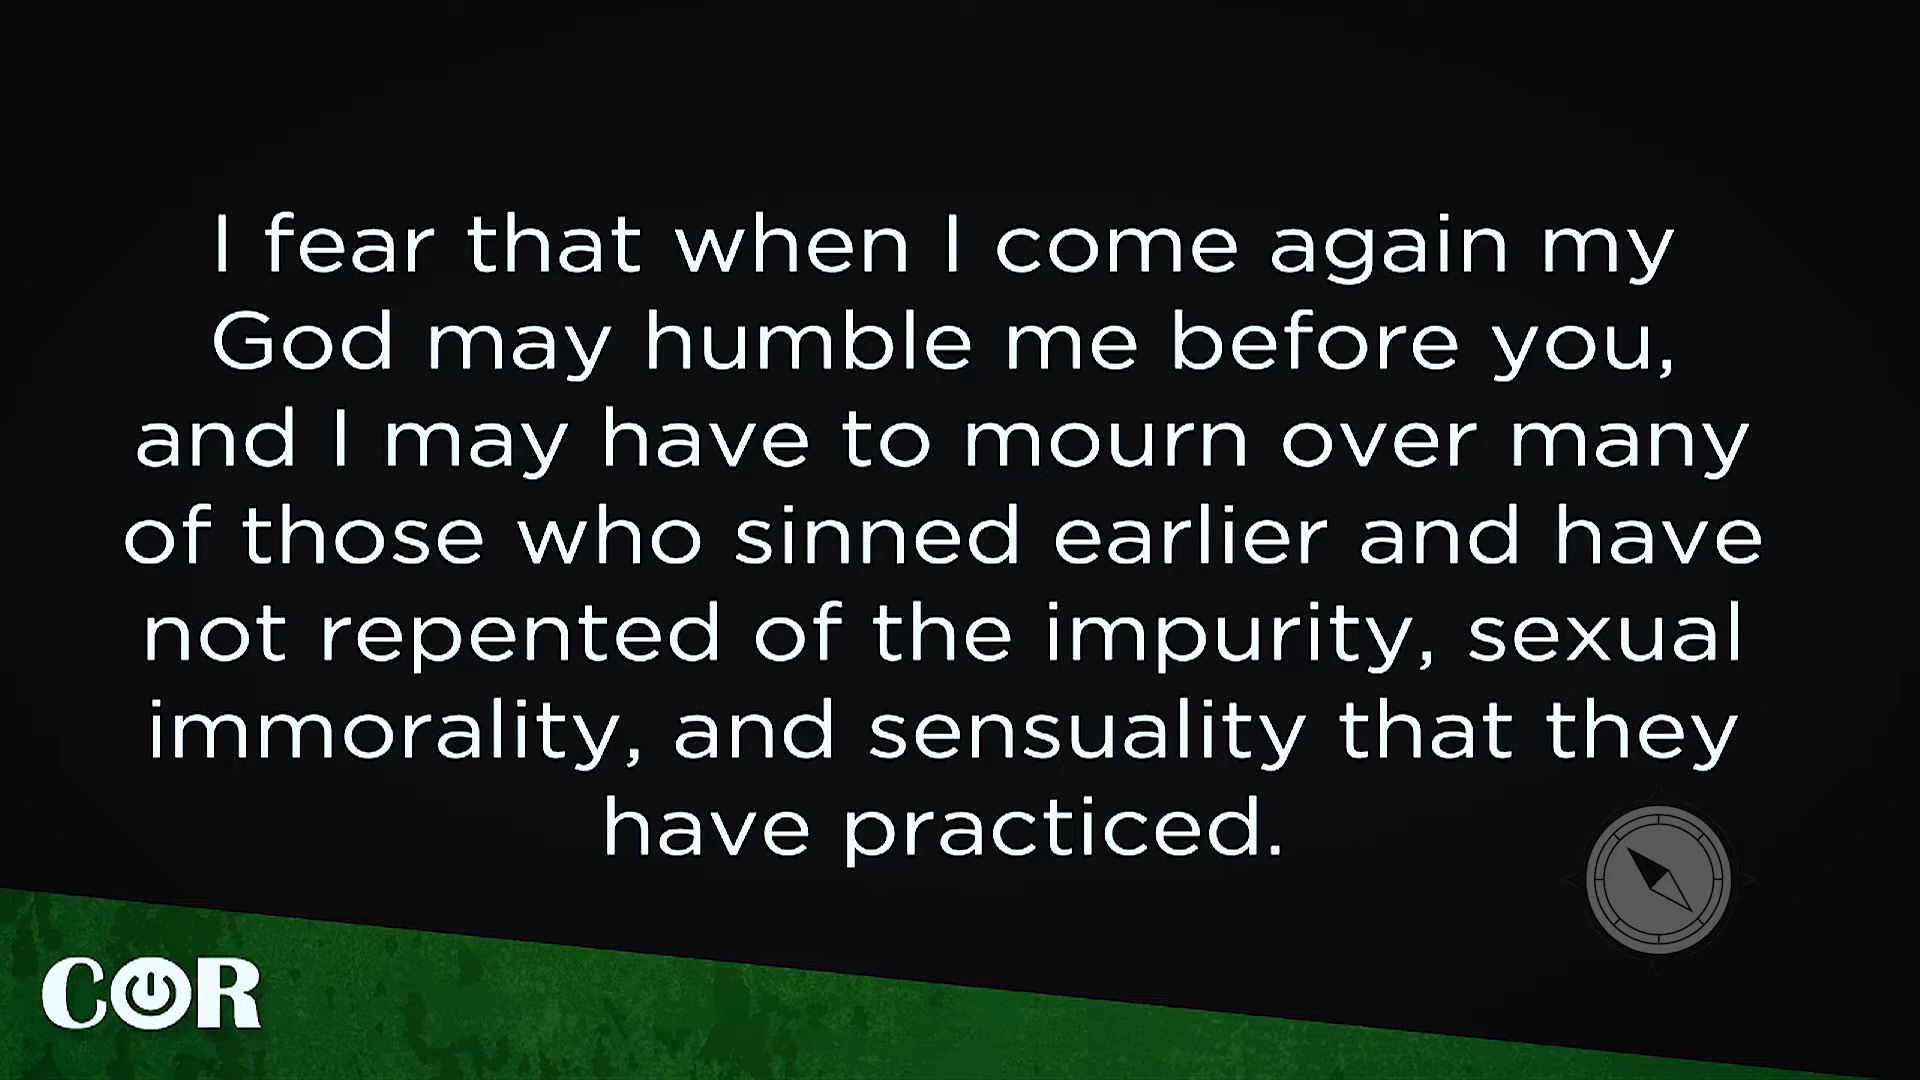 I fear that when I come again my
God may humble me before you,
and I may have to mourn over many
of those who sinned earlier and have
not repented of the impurity, sexual
immorality, and sensuality that they
have practiced.
COR